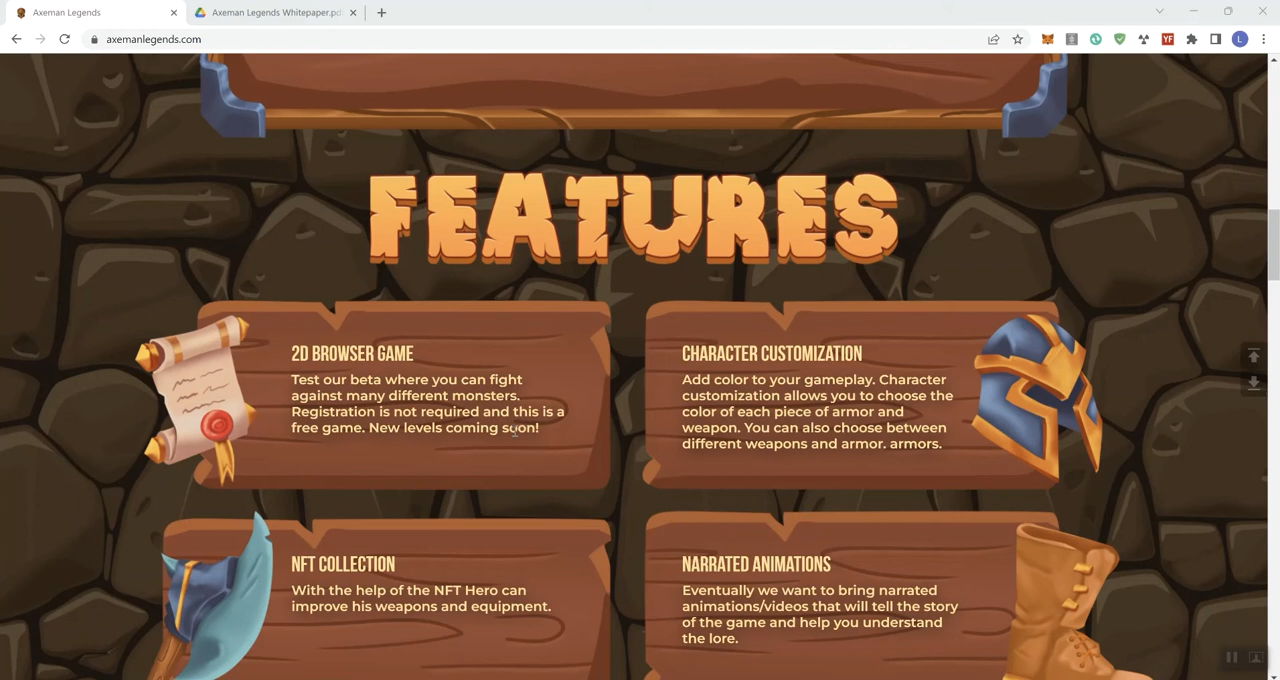 Axeman Legends
Axeman Legends Whitepaper.pd
axemanlegends.com
YF
L
FEATURES
2D BROWSER GAME
Test our beta where you can fight
against many different monsters.
Registration is not required and this is a
free game. New levels coming soon!
CHARACTER CUSTOMIZATION
Add color to your gameplay. Character
customization allows you to choose the
color of each piece of armor and
weapon. You can also choose between
different weapons and armor. armors.
NFT COLLECTION
With the help of the NFT Hero can
improve his weapons and equipment.
NARRATED ANIMATIONS
Eventually we want to bring narrated
animations/videos that will tell the story
of the game and help you understand
the lore.